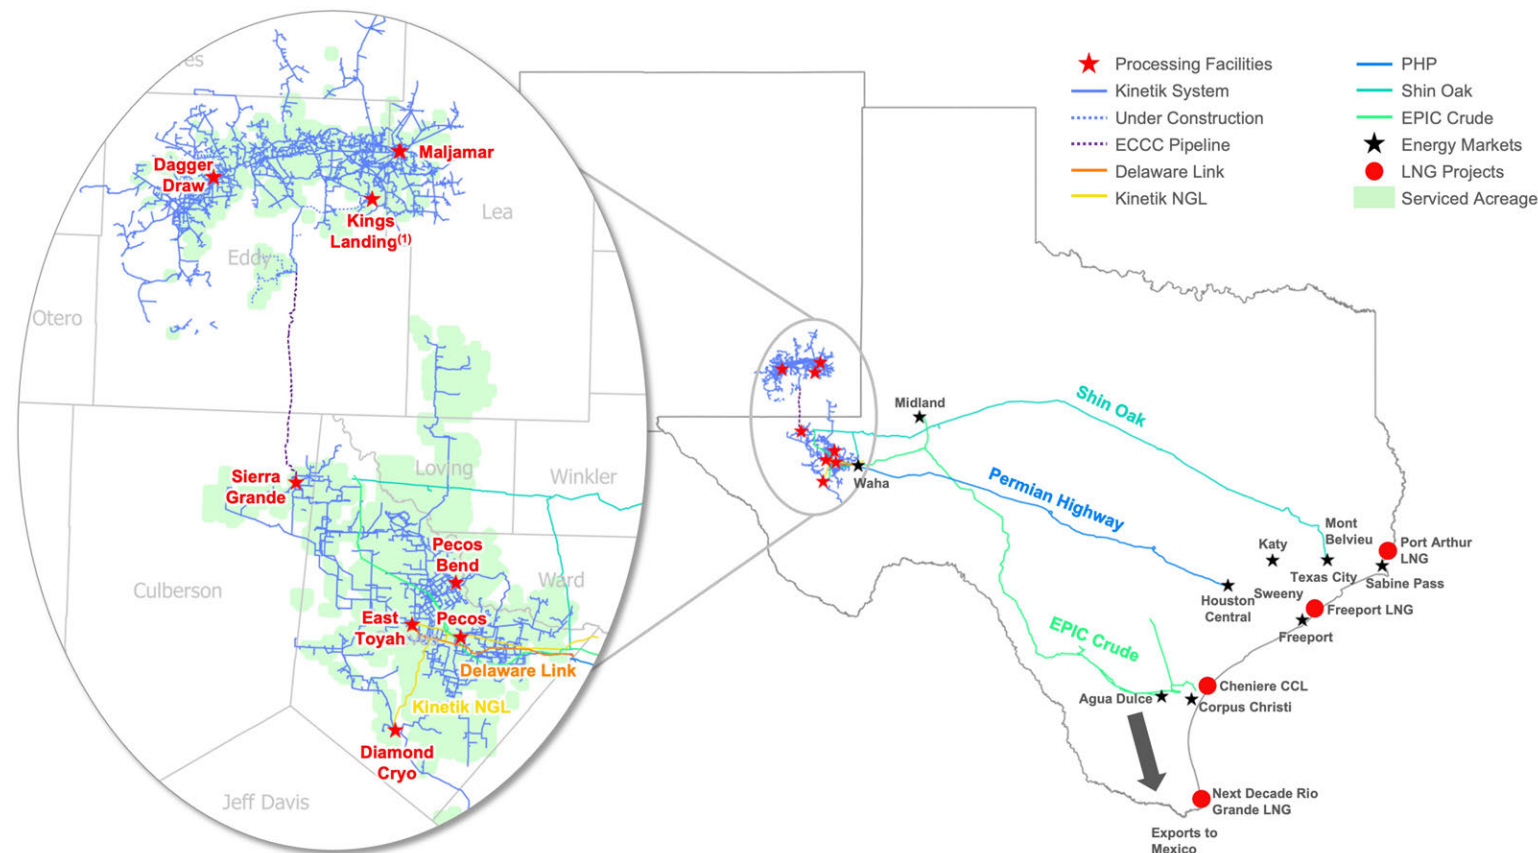 es
Dagger
Draw
Maljamar
Kings
Landing(1)
Lea
Eddy
Otero
Sierra
Grande
Loving
Winkler
Culberson
Pecos
Bend
Ward
East
Toyah
Pecos
Delaware Link
Kinetik NGL
Diamond
Cryo
Jeff Davis
Processing Facilities
Kinetik System
Under Construction
ECCC Pipeline
Delaware Link
Kinetik NGL
PHP
Shin Oak
EPIC Crude
Energy Markets
LNG Projects
Serviced Acreage
Midland
Waha
Shin Oak
Permian Highway
EPIC Crude
Mont
Belvieu
Katy
Texas City
Port Arthur
LNG
Sabine Pass
Houston
Central
Sweeny
Freeport LNG
Freeport
Cheniere CCL
Agua Dulce
Corpus Christi
Next Decade Rio
Grande LNG
Exports to
Mexico